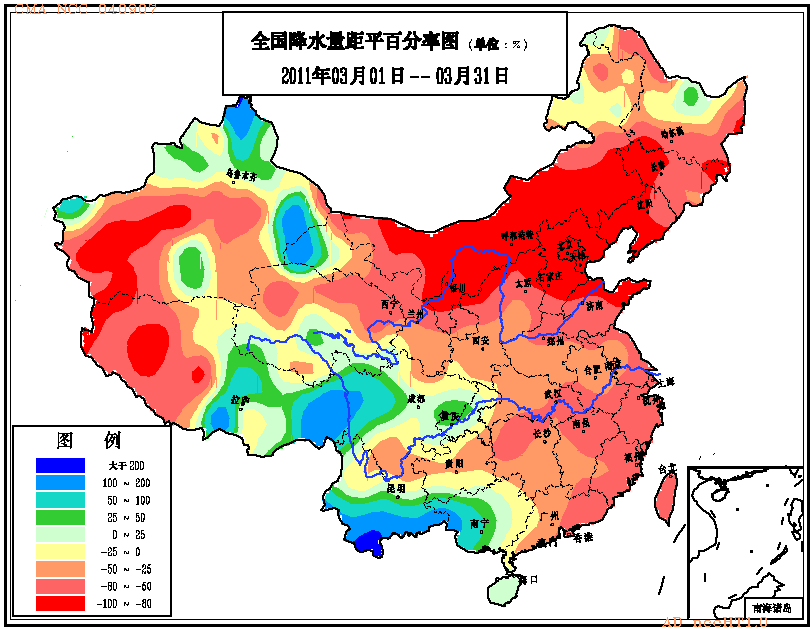 全国降水量距平百分率图 (单位:%)
2011年03月01日--03月31日
哈尔滨
长春
乌鲁木齐
沈阳
呼和浩特
北京
天津
银川
太原
石家庄
西宁
济南
兰州
西安
郑州
合肥
南京
上海
拉萨
成都
武汉
杭州
重庆
南昌
长沙
贵阳
福州
台北
昆明
广州
南宁
澳门
香港
海口
图 例
大于200
100 ~ 200
50 ~ 100
25 ~ 50
0 ~ 25
-25 ~ 0
-50 ~ -25
-80 ~ -50
-100 ~ -80
南海诸岛